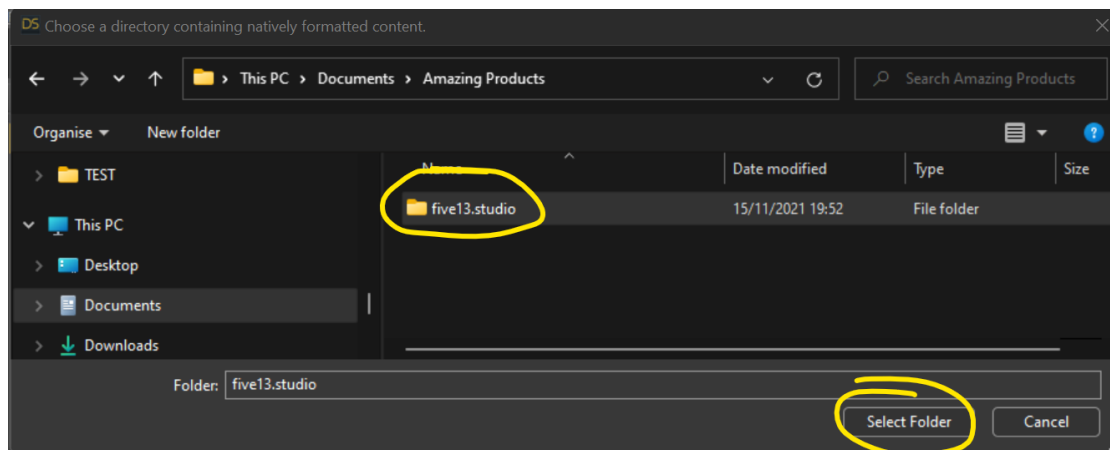 DS Choose a directory containing natively formatted content.
This PC > Documents > Amazing Products
Search Amazing Products
Organise New folder
Name Date modified Type Size
TEST
five13.studio 15/11/2021 19:52 File folder
This PC
Desktop
Documents
Downloads
Folder: five13.studio
Select Folder Cancel